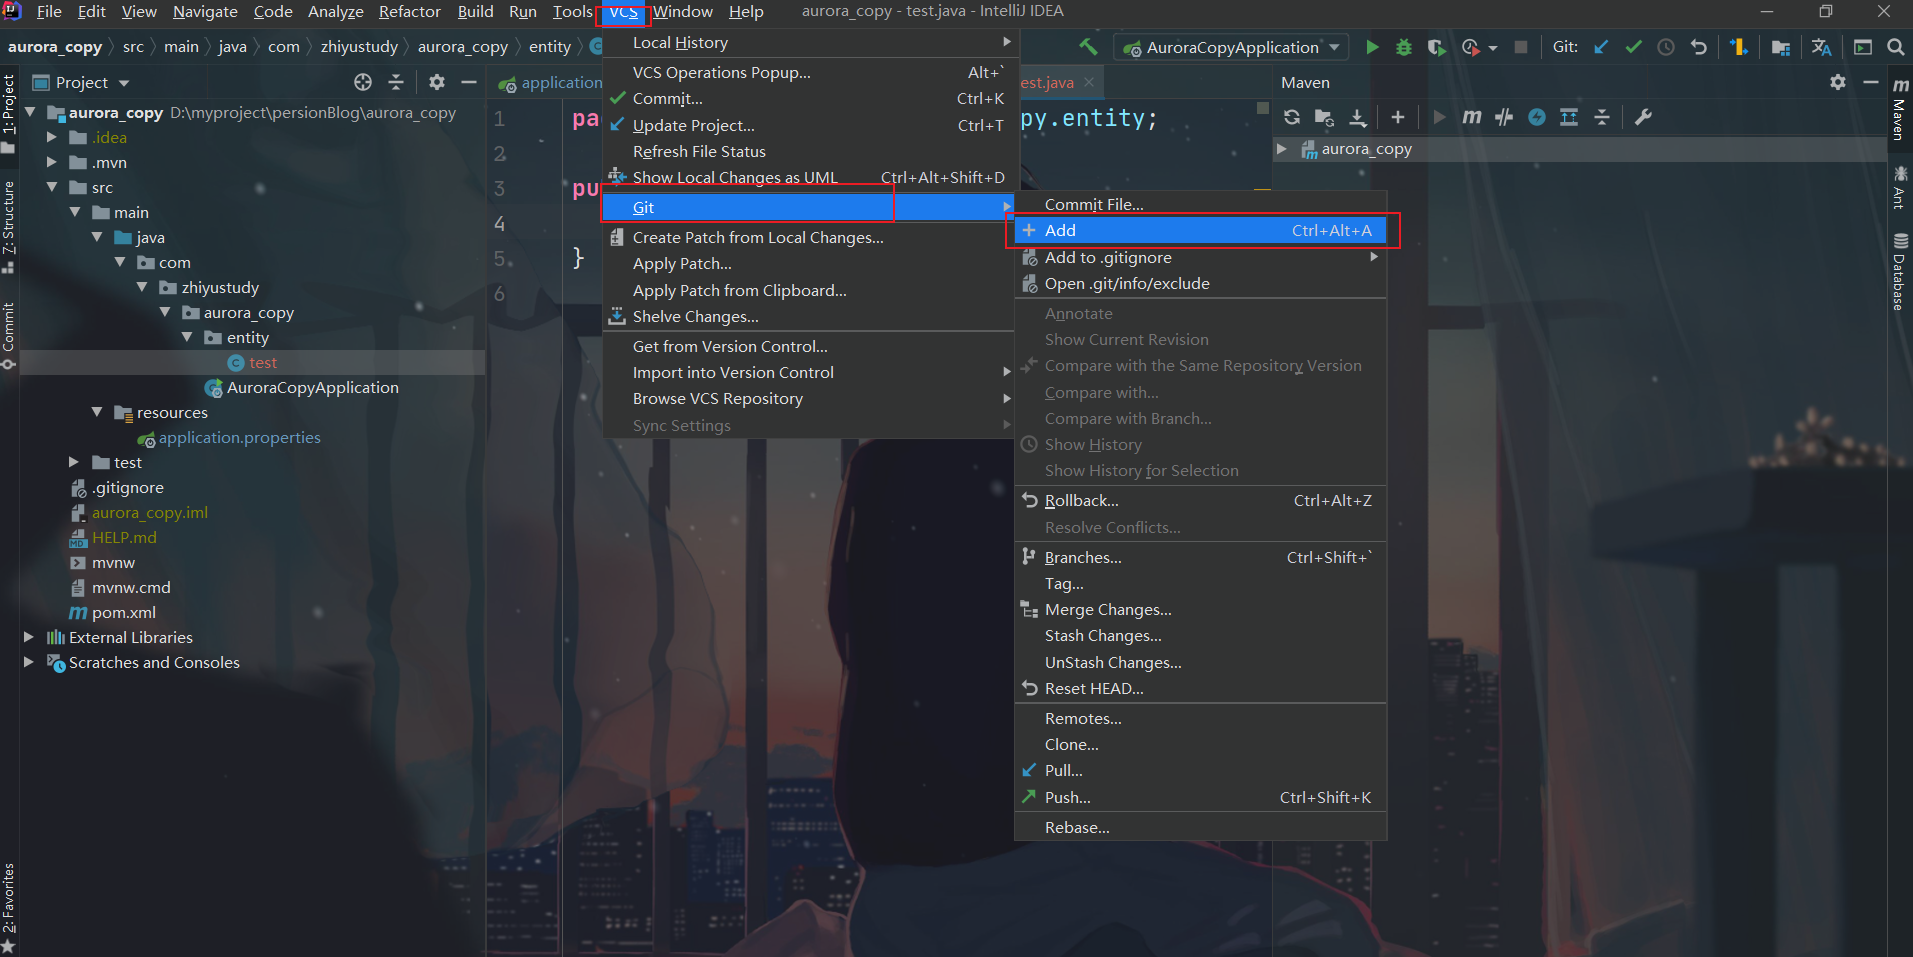 File Edit View Navigate Code Analyze Refactor Build Run Tools VCS Window Help aurora_copy - test.java - IntelliJ IDEA
aurora_copy src main java com zhiyustudy aurora_copy entity
AuroraCopyApplication
Git:
Project
application
est.java
Maven
1: Project
7: Structure
Commit
2: Favorites
aurora_copy D:\myproject\persionBlog\aurora_copy
.idea
.mvn
src
main
java
com
zhiyustudy
aurora_copy
entity
test
AuroraCopyApplication
resources
application.properties
test
.gitignore
aurora_copy.iml
HELP.md
mvnw
mvnw.cmd
pom.xml
External Libraries
Scratches and Consoles
1 pa py.entity;
2
3 pu
4
5 }
6
Local History
VCS Operations Popup... Alt+`
Commit... Ctrl+K
Update Project... Ctrl+T
Refresh File Status
Show Local Changes as UML Ctrl+Alt+Shift+D
Git
Create Patch from Local Changes...
Apply Patch...
Apply Patch from Clipboard...
Shelve Changes...
Get from Version Control...
Import into Version Control
Browse VCS Repository
Sync Settings
Commit File...
Add Ctrl+Alt+A
Add to .gitignore
Open .git/info/exclude
Annotate
Show Current Revision
Compare with the Same Repository Version
Compare with...
Compare with Branch...
Show History
Show History for Selection
Rollback... Ctrl+Alt+Z
Resolve Conflicts...
Branches... Ctrl+Shift+`
Tag...
Merge Changes...
Stash Changes...
UnStash Changes...
Reset HEAD...
Remotes...
Clone...
Pull...
Push... Ctrl+Shift+K
Rebase...
aurora_copy
Maven
Ant
Database